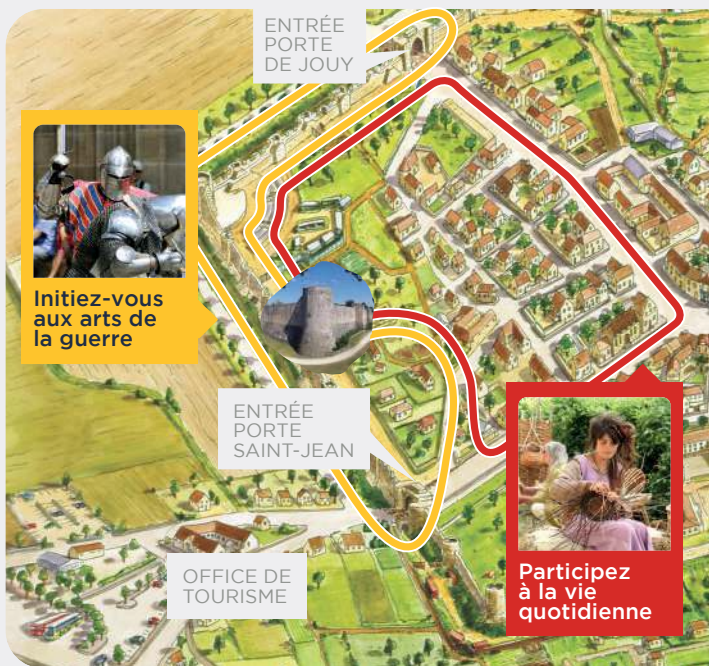 ENTRÉE
PORTE
DE JOUY
Initiez-vous
aux arts de
la guerre
ENTRÉE
PORTE
SAINT-JEAN
OFFICE DE
TOURISME
Participez
à la vie
quotidienne